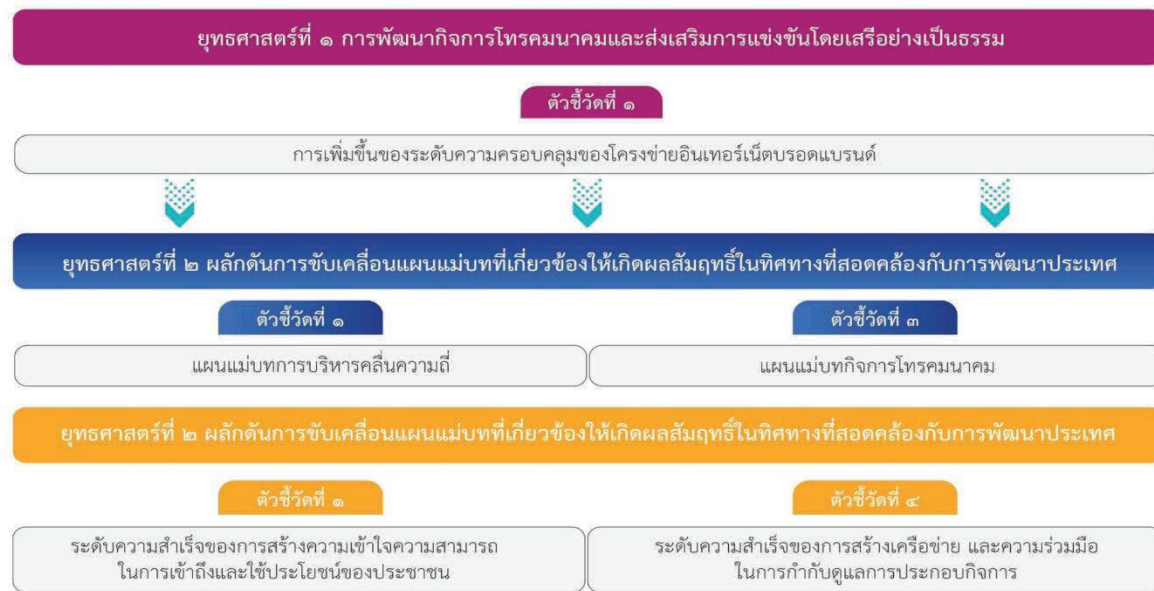 ยุทธศาสตร์ที่ ๑ การพัฒนากิจการโทรคมนาคมและส่งเสริมการแข่งขันโดยเสรีอย่างเป็นธรรม
ตัวชี้วัดที่ ๑
การเพิ่มขึ้นของระดับความครอบคลุมของโครงข่ายอินเทอร์เน็ตบรอดแบรนด์
ยุทธศาสตร์ที่ ๒ ผลักดันการขับเคลื่อนแผนแม่บทที่เกี่ยวข้องให้เกิดผลสัมฤทธิ์ในทิศทางที่สอดคล้องกับการพัฒนาประเทศ
ตัวชี้วัดที่ ๑
ตัวชี้วัดที่ ๓
แผนแม่บทการบริหารคลื่นความถี่
แผนแม่บทกิจการโทรคมนาคม
ยุทธศาสตร์ที่ ๒ ผลักดันการขับเคลื่อนแผนแม่บทที่เกี่ยวข้องให้เกิดผลสัมฤทธิ์ในทิศทางที่สอดคล้องกับการพัฒนาประเทศ
ตัวชี้วัดที่ ๑
ตัวชี้วัดที่ ๔
ระดับความสำเร็จของการสร้างความเข้าใจความสามารถ
ในการเข้าถึงและใช้ประโยชน์ของประชาชน
ระดับความสำเร็จของการสร้างเครือข่าย และความร่วมมือ
ในการกำกับดูแลการประกอบกิจการ